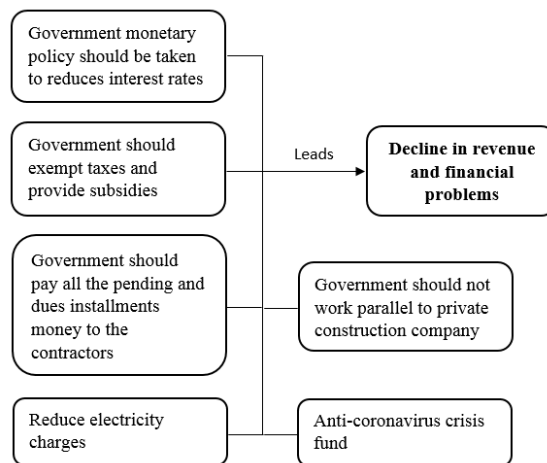 Government monetary
policy should be taken
to reduces interest rates
Government should
exempt taxes and
provide subsidies
Leads
Decline in revenue
and financial
problems
Government should
pay all the pending and
dues installments
money to the
contractors
Government should not
work parallel to private
construction company
Reduce electricity
charges
Anti-coronavirus crisis
fund